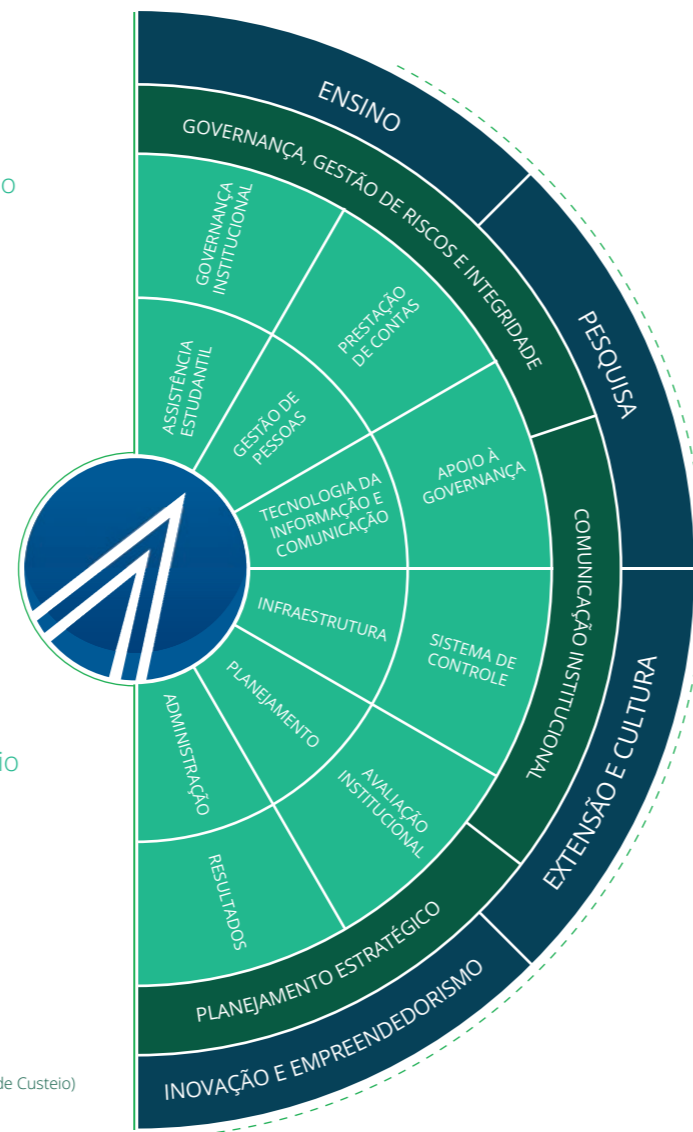 ENSINO
PESQUISA
EXTENSÃO E CULTURA
INOVAÇÃO E EMPREENDEDORISMO
GOVERNANÇA, GESTÃO DE RISCOS E INTEGRIDADE
COMUNICAÇÃO INSTITUCIONAL
PLANEJAMENTO ESTRATÉGICO
GOVERNANÇA
INSTITUCIONAL
PRESTAÇÃO
DE CONTAS
APOIO À
GOVERNANÇA
SISTEMA DE
CONTROLE
AVALIAÇÃO
INSTITUCIONAL
RESULTADOS
ASSISTÊNCIA
ESTUDANTIL
GESTÃO DE
PESSOAS
TECNOLOGIA DA
INFORMAÇÃO E
COMUNICAÇÃO
INFRAESTRUTURA
PLANEJAMENTO
ADMINISTRAÇÃO
o
io
de Custeio)